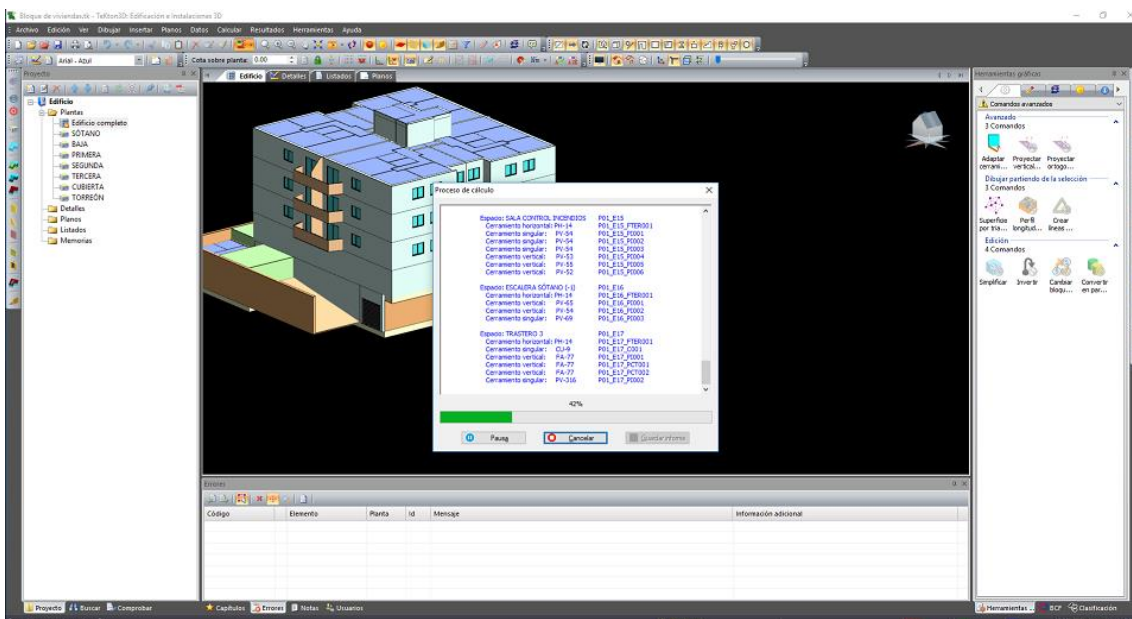 Bloque de viviendas.tk - TeKton3D: Edificación e Instalaciones 3D
Archivo Edición Ver Dibujar Insertar Planos Datos Calcular Resultados Herramientas Ayuda
Arial - Azul
Cota sobre planta: 0.00
Proyecto
Edificio Detalles Listados Planos
Herramientas gráficas
Edificio
Plantas
Edificio completo
SÓTANO
BAJA
PRIMERA
SEGUNDA
TERCERA
CUBIERTA
TORREÓN
Detalles
Planos
Listados
Memorias
Proceso de cálculo
Espacio: SALA CONTROL INCENDIOS P01_E15
Cerramiento horizontal: PH-14 P01_E15_FTER001
Cerramiento singular: PV-54 P01_E15_PI001
Cerramiento singular: PV-54 P01_E15_PI002
Cerramiento singular: PV-54 P01_E15_PI003
Cerramiento vertical: PV-53 P01_E15_PI004
Cerramiento vertical: PV-55 P01_E15_PI005
Cerramiento vertical: PV-52 P01_E15_PI006
Espacio: ESCALERA SÓTANO (-1) P01_E16
Cerramiento horizontal: PH-14 P01_E16_FTER001
Cerramiento vertical: PV-65 P01_E16_PI001
Cerramiento vertical: PV-54 P01_E16_PI002
Cerramiento singular: PV-69 P01_E16_PI003
Espacio: TRASTERO 3 P01_E17
Cerramiento horizontal: PH-14 P01_E17_FTER001
Cerramiento singular: CU-9 P01_E17_C001
Cerramiento vertical: FA-77 P01_E17_PI001
Cerramiento vertical: FA-77 P01_E17_PCT001
Cerramiento vertical: FA-77 P01_E17_PCT002
Cerramiento singular: PV-316 P01_E17_PI002
42%
Pausa Cancelar Guardar informe
Comandos avanzados
Avanzado
3 Comandos
Adaptar Proyectar Proyectar
cerrami... vertical... ortogo...
Dibujar partiendo de la selección
3 Comandos
Superficie Perfil Crear
por tria... longitud... líneas ...
Edición
4 Comandos
Simplificar Invertir Cambiar Convertir
bloqu... en par...
Errores
Código Elemento Planta Id Mensaje Información adicional
Proyecto Buscar Comprobar
Capítulos Errores Notas Usuarios
Herramientas ... BCF Clasificación